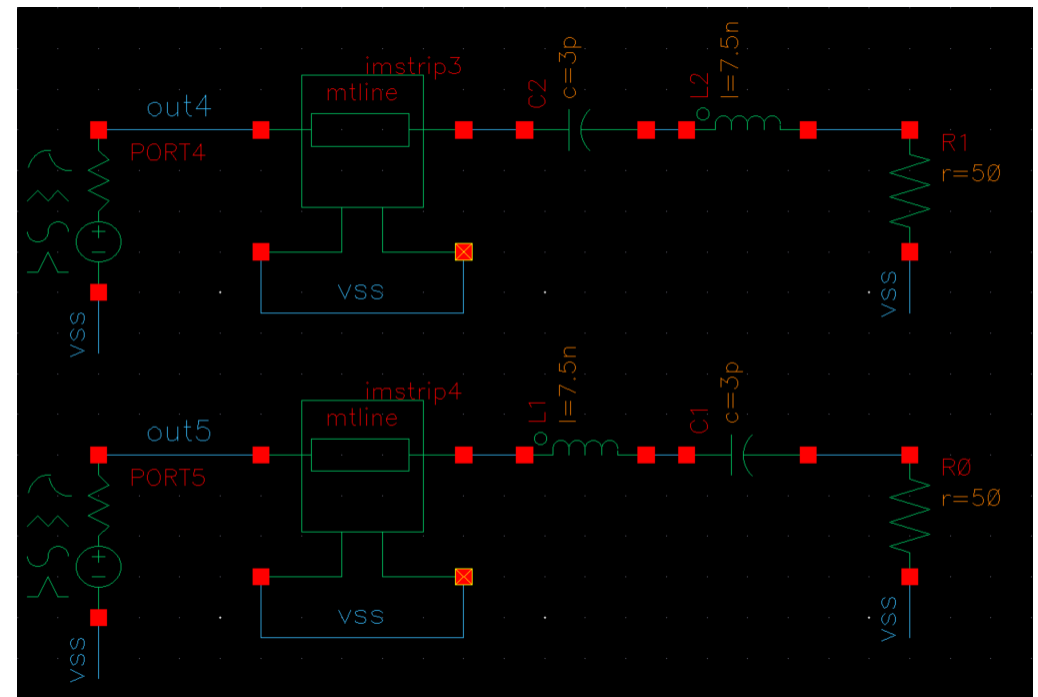 imstrip3
mtline
out4
PORT4
C2
c=3p
L2
l=7.5n
R1
r=50
vss
vss
vss
imstrip4
mtline
out5
PORT5
L1
l=7.5n
C1
c=3p
R0
r=50
vss
vss
vss